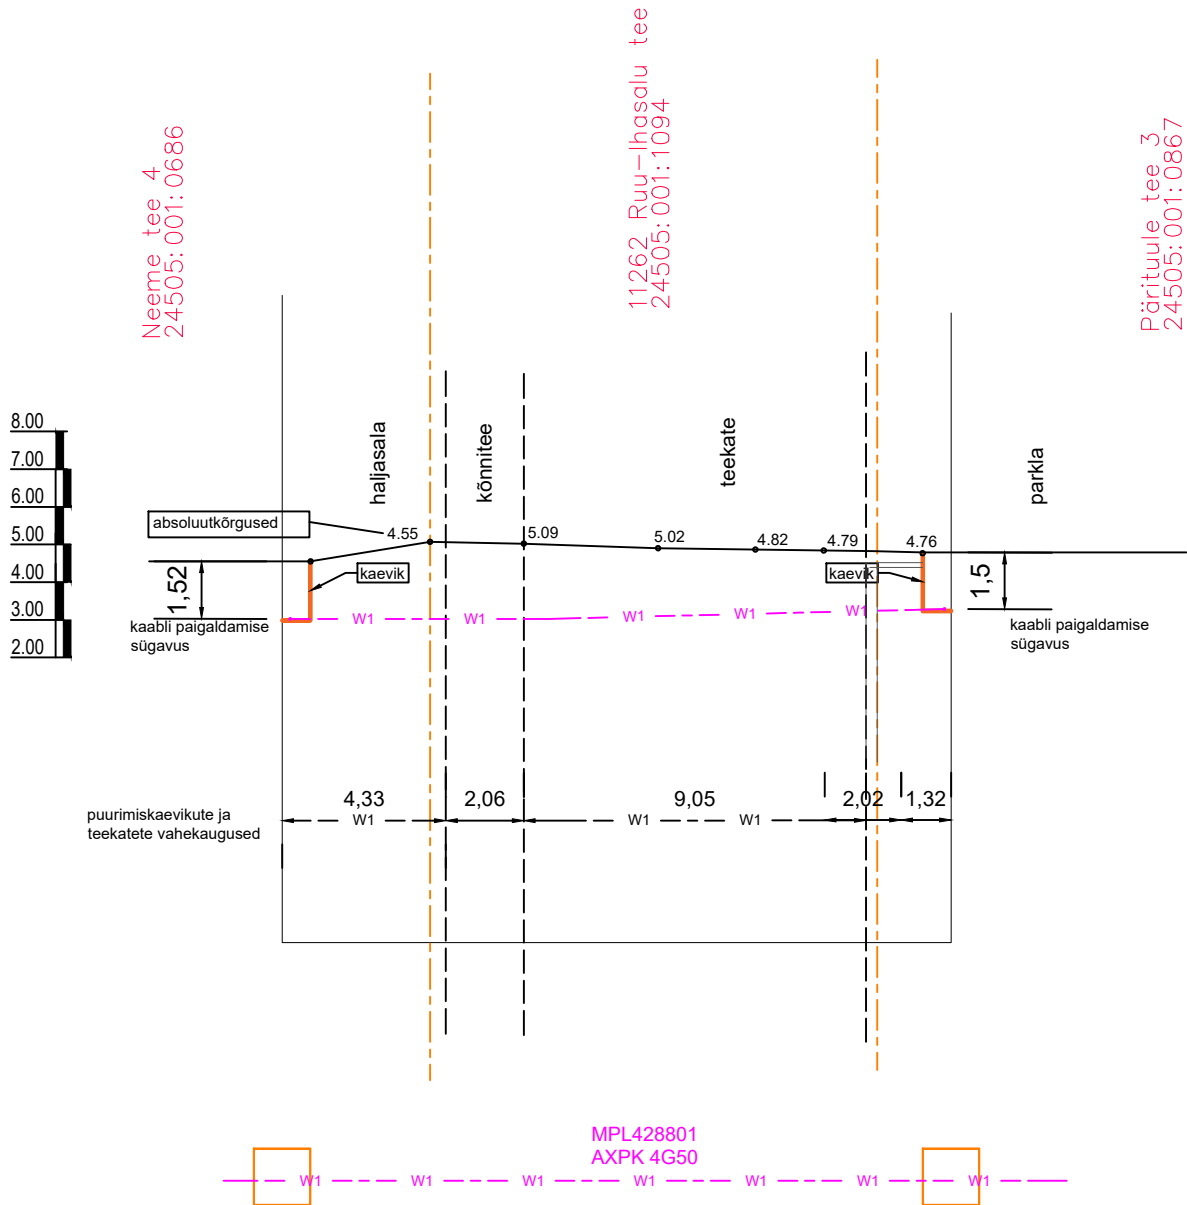 Neeme tee 4
24505:001:0686
11262 Ruu-Ihasalu tee
24505:001:1094
Pärituule tee 3
24505:001:0867
8.00
7.00
6.00
5.00
4.00
3.00
2.00
haljasala
kõnnitee
teekate
parkla
absoluutkõrgused
4.55
5.09
5.02
4.82
4.79
4.76
kaevik
kaevik
1,52
1,5
W1
W1
W1
W1
W1
kaabli paigaldamise
sügavus
kaabli paigaldamise
sügavus
puurimiskaevikute ja
teekatete vahekaugused
4,33
2,06
9,05
2,02
1,32
W1
W1
W1
MPL428801
AXPK 4G50
W1
W1
W1
W1
W1
W1
W1